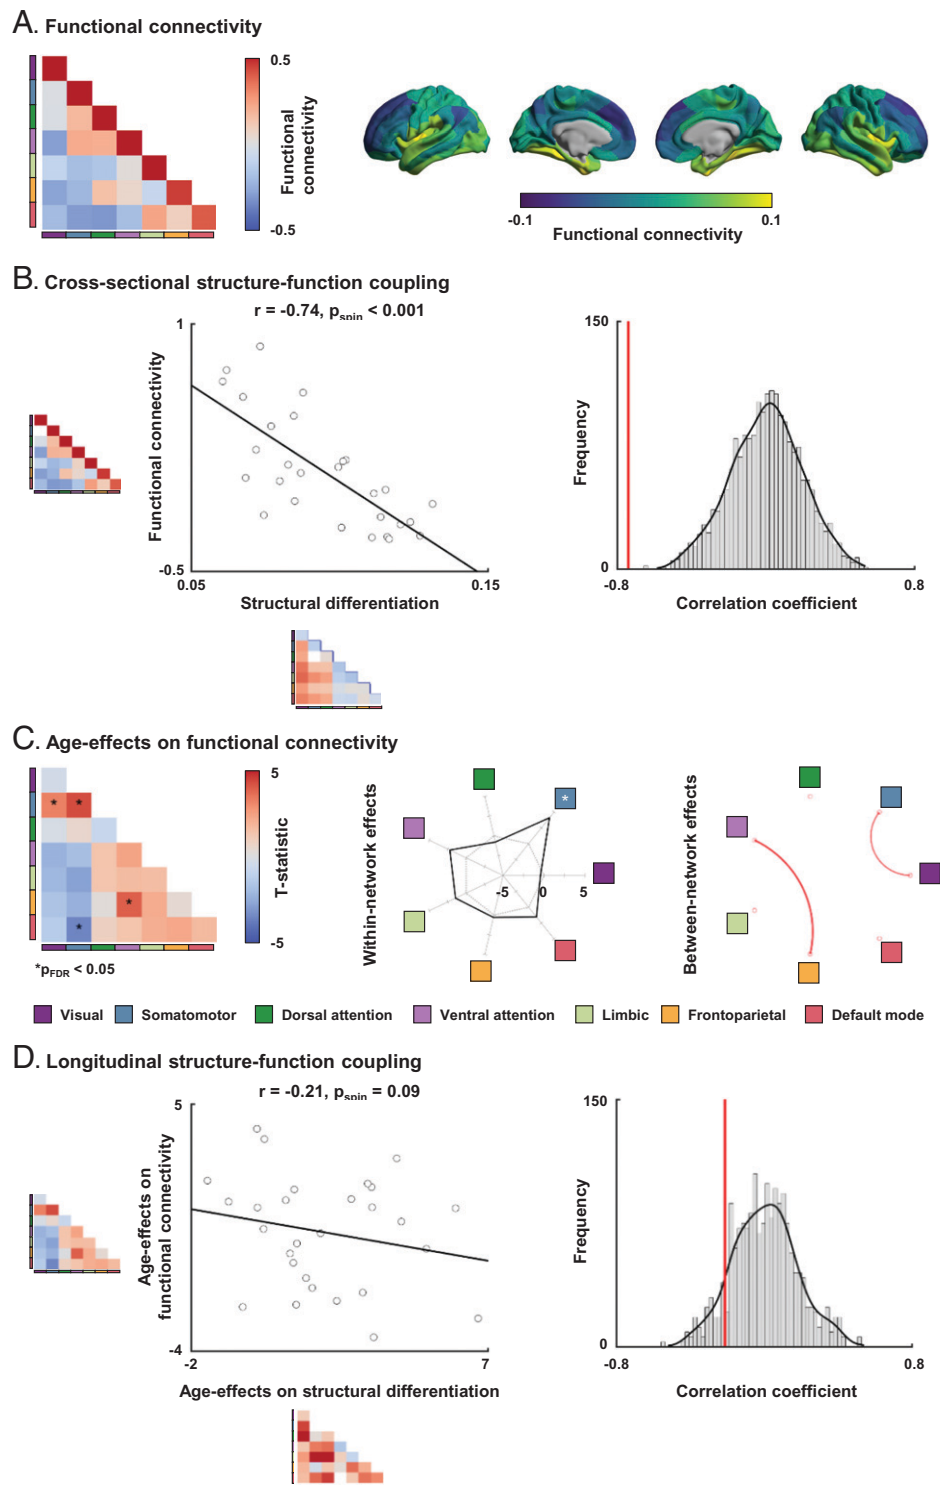 A. Functional connectivity
0.5
Functional
connectivity
-0.5
-0.1
0.1
Functional connectivity
B. Cross-sectional structure-function coupling
r = -0.74, pspin < 0.001
1
Functional connectivity
-0.5
0.05
0.15
Structural differentiation
150
Frequency
0
-0.8
0.8
Correlation coefficient
C. Age-effects on functional connectivity
5
T-statistic
-5
* *
*
*
*pFDR < 0.05
Within-network effects
*
-5
0
5
Between-network effects
Visual
Somatomotor
Dorsal attention
Ventral attention
Limbic
Frontoparietal
Default mode
D. Longitudinal structure-function coupling
r = -0.21, pspin = 0.09
5
Age-effects on
functional connectivity
-4
-2
7
Age-effects on structural differentiation
150
Frequency
0
-0.8
0.8
Correlation coefficient